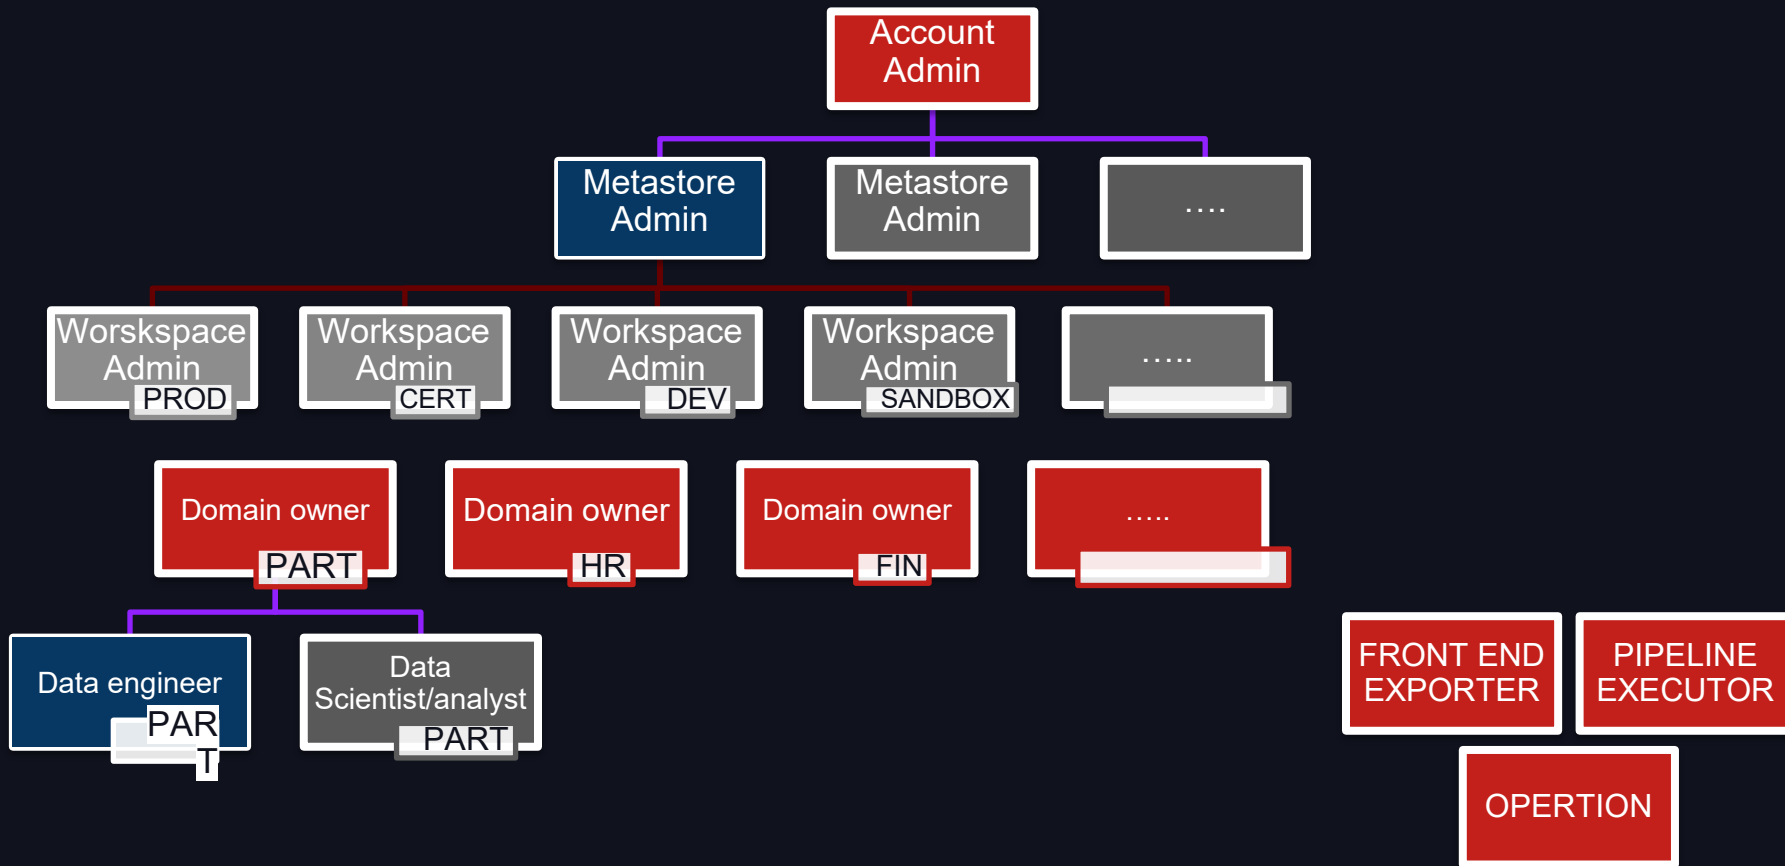 Account
Admin
Metastore
Admin
Metastore
Admin
....
Worskspace
Admin
PROD
Workspace
Admin
CERT
Workspace
Admin
DEV
Workspace
Admin
SANDBOX
.....
Domain owner
PART
Domain owner
HR
Domain owner
FIN
.....
Data engineer
PAR
T
Data
Scientist/analyst
PART
FRONT END
EXPORTER
PIPELINE
EXECUTOR
OPERTION